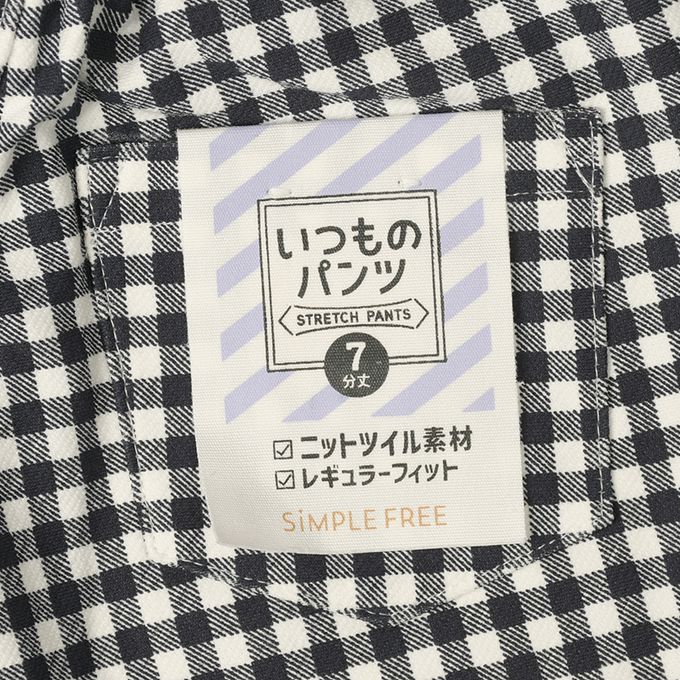 いつもの
パンツ
STRETCH PANTS
7
分丈
☑ニットツイル素材
☑レギュラーフィット
SiMPLE FREE